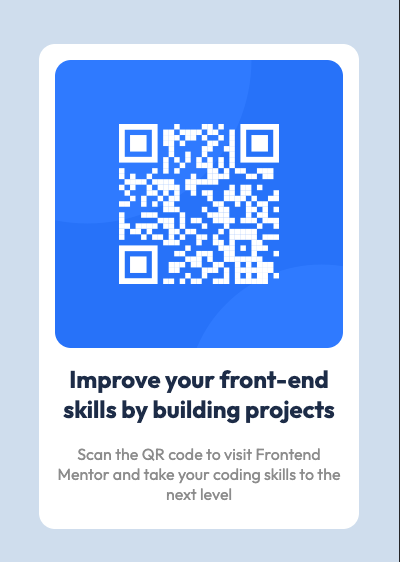 Improve your front-end
skills by building projects
Scan the QR code to visit Frontend
Mentor and take your coding skills to the
next level